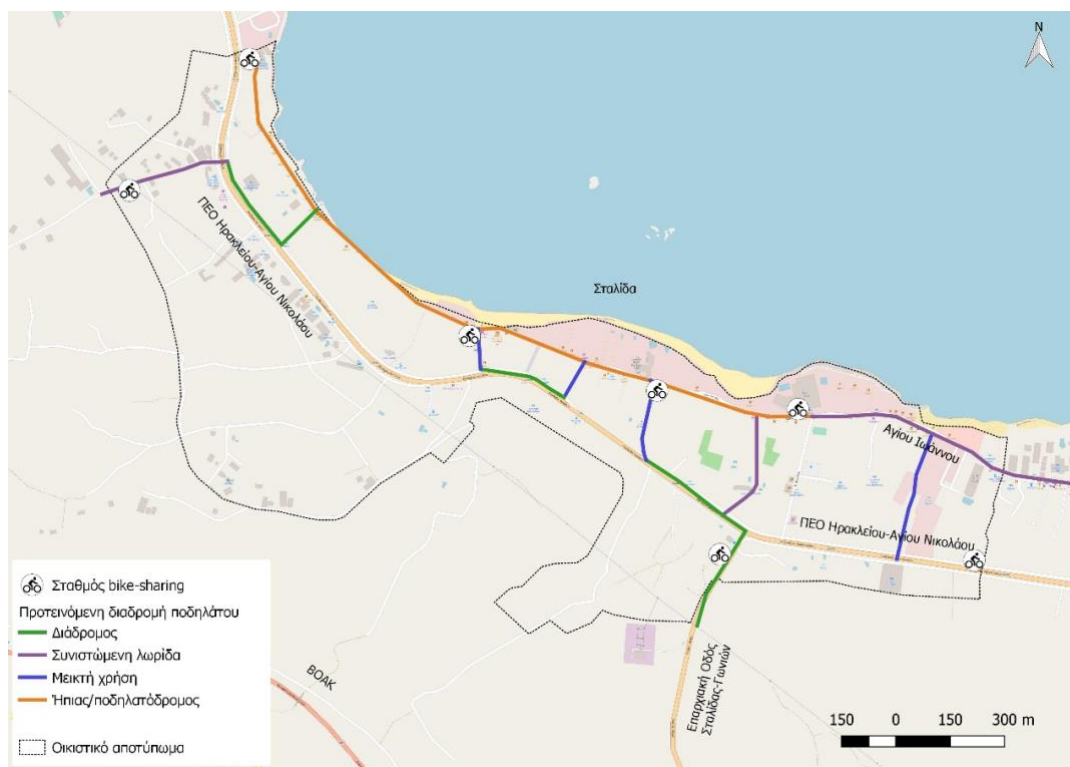 N
ΠΕΟ Ηρακλείου-Αγίου Νικολάου
Σταλίδα
Αγίου Ιωάννου
ΠΕΟ Ηρακλείου-Αγίου Νικολάου
Επαρχιακή Οδός
Σταλίδας-Γωνιών
ΒΟΑΚ
Σταθμός bike-sharing
Προτεινόμενη διαδρομή ποδηλάτου
Διάδρομος
Συνιστώμενη λωρίδα
Μεικτή χρήση
Ήπιας/ποδηλατόδρομος
Οικιστικό αποτύπωμα
150 0 150 300 m